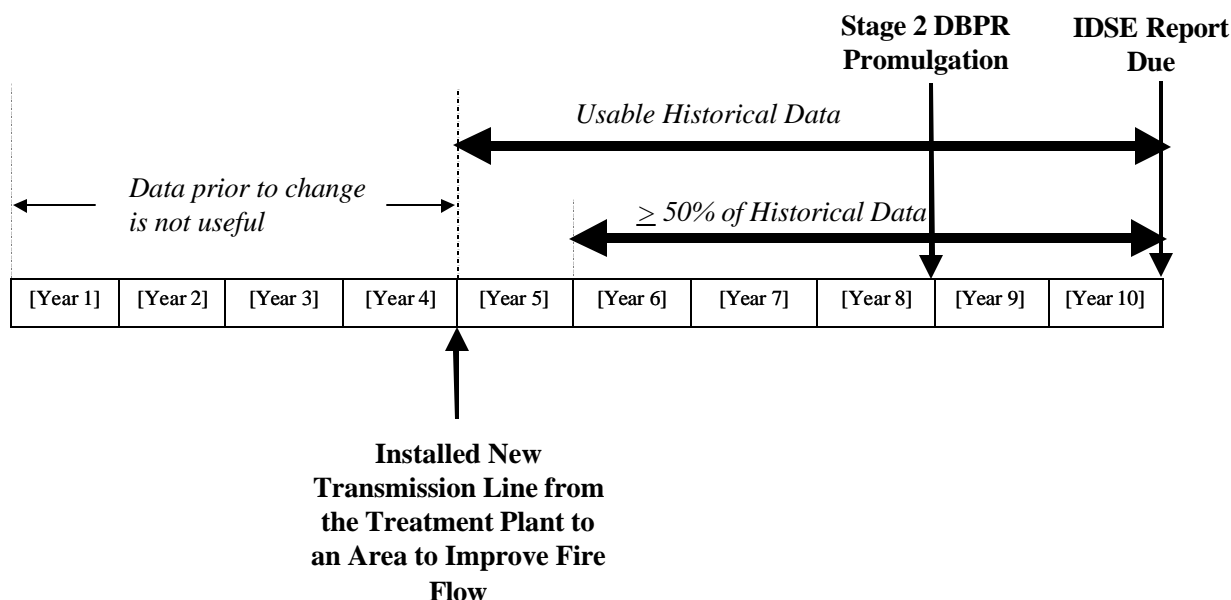 Stage 2 DBPR
Promulgation
IDSE Report
Due
Usable Historical Data
Data prior to change
is not useful
≥ 50% of Historical Data
[Year 1] [Year 2] [Year 3] [Year 4] [Year 5] [Year 6] [Year 7] [Year 8] [Year 9] [Year 10]
Installed New
Transmission Line from
the Treatment Plant to
an Area to Improve Fire
Flow